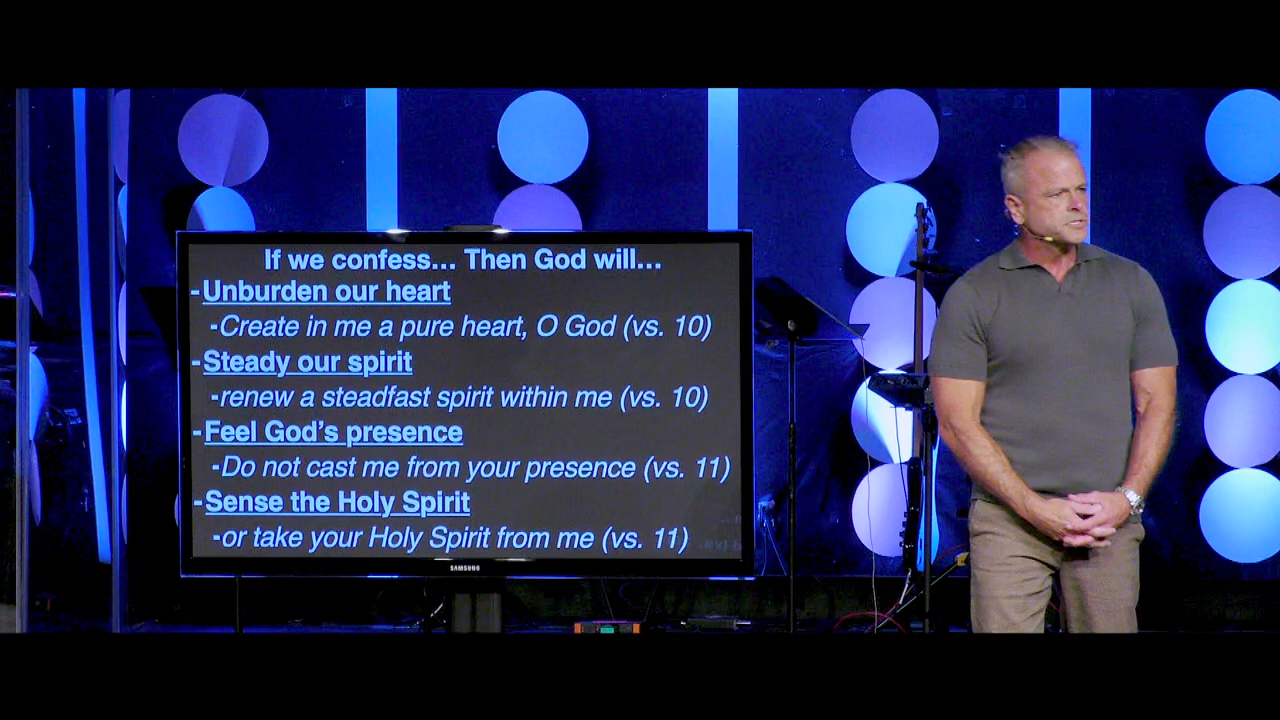 If we confess... Then God will...
-Unburden our heart
-Create in me a pure heart, O God (vs. 10)
-Steady our spirit
-renew a steadfast spirit within me (vs. 10)
-Feel God's presence
-Do not cast me from your presence (vs. 11)
-Sense the Holy Spirit
-or take your Holy Spirit from me (vs. 11)
SAMSUNG